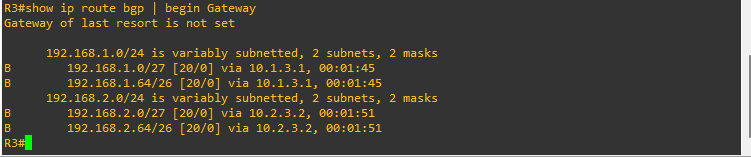 R3#show ip route bgp | begin Gateway
Gateway of last resort is not set
192.168.1.0/24 is variably subnetted, 2 subnets, 2 masks
B 192.168.1.0/27 [20/0] via 10.1.3.1, 00:01:45
B 192.168.1.64/26 [20/0] via 10.1.3.1, 00:01:45
192.168.2.0/24 is variably subnetted, 2 subnets, 2 masks
B 192.168.2.0/27 [20/0] via 10.2.3.2, 00:01:51
B 192.168.2.64/26 [20/0] via 10.2.3.2, 00:01:51
R3#